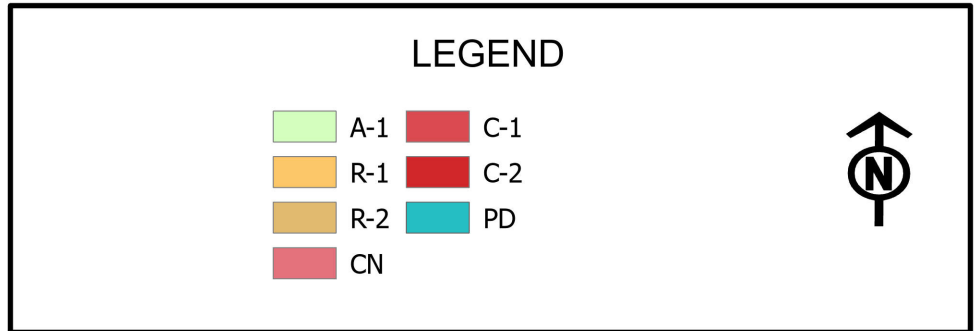 LEGEND
A-1 C-1
R-1 C-2
R-2 PD
CN
N